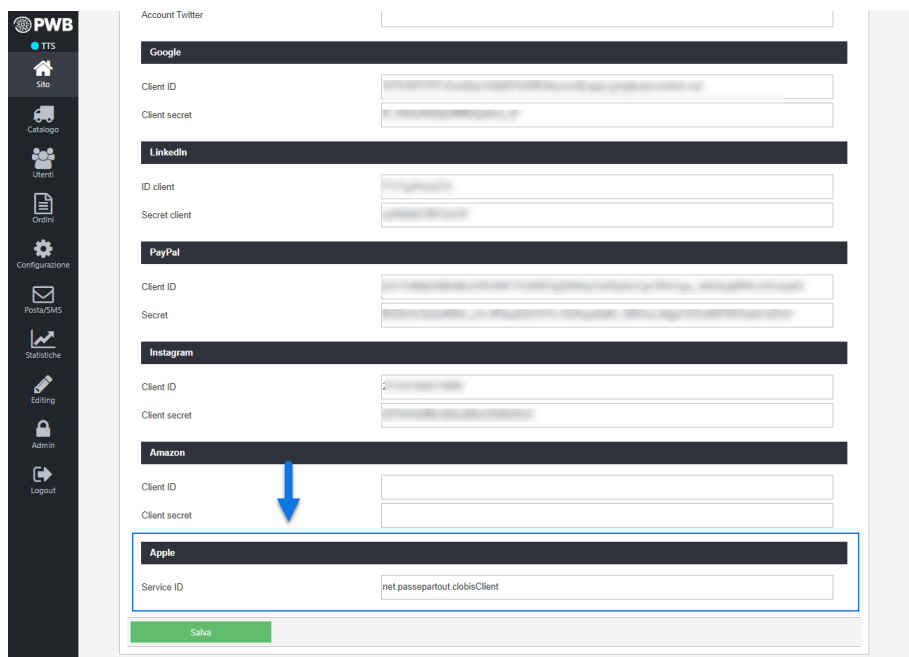 PWB
TTS
Sito
Catalogo
Utenti
Ordini
Configurazione
Posta/SMS
Statistiche
Editing
Admin
Logout
Account Twitter
Google
Client ID
Client secret
LinkedIn
ID client
Secret client
PayPal
Client ID
Secret
Instagram
Client ID
Client secret
Amazon
Client ID
Client secret
Apple
Service ID net.passepartout.clobisClient
Salva